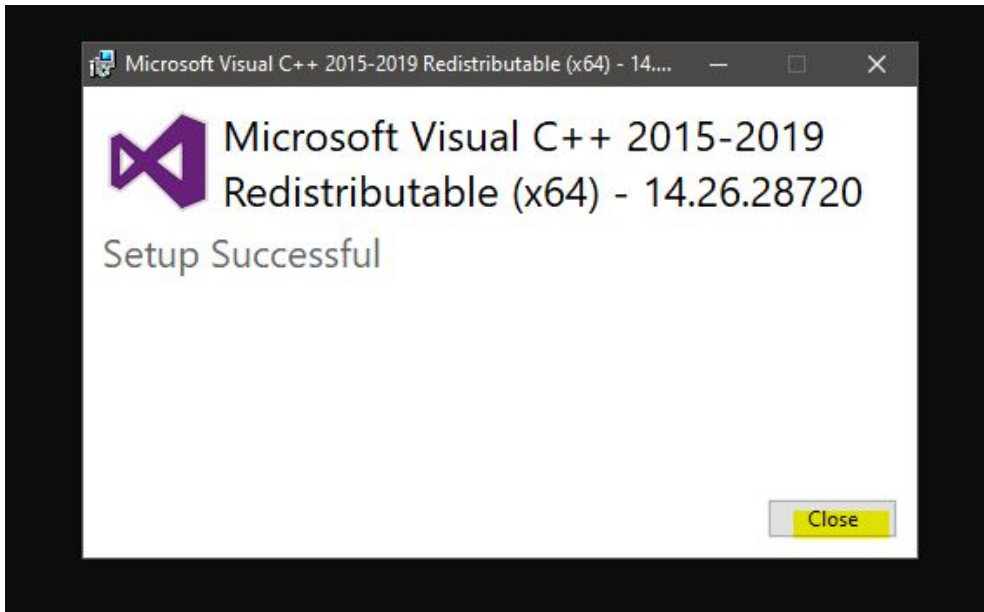 Microsoft Visual C++ 2015-2019 Redistributable (x64) - 14....
Microsoft Visual C++ 2015-2019
Redistributable (x64) - 14.26.28720
Setup Successful
Close